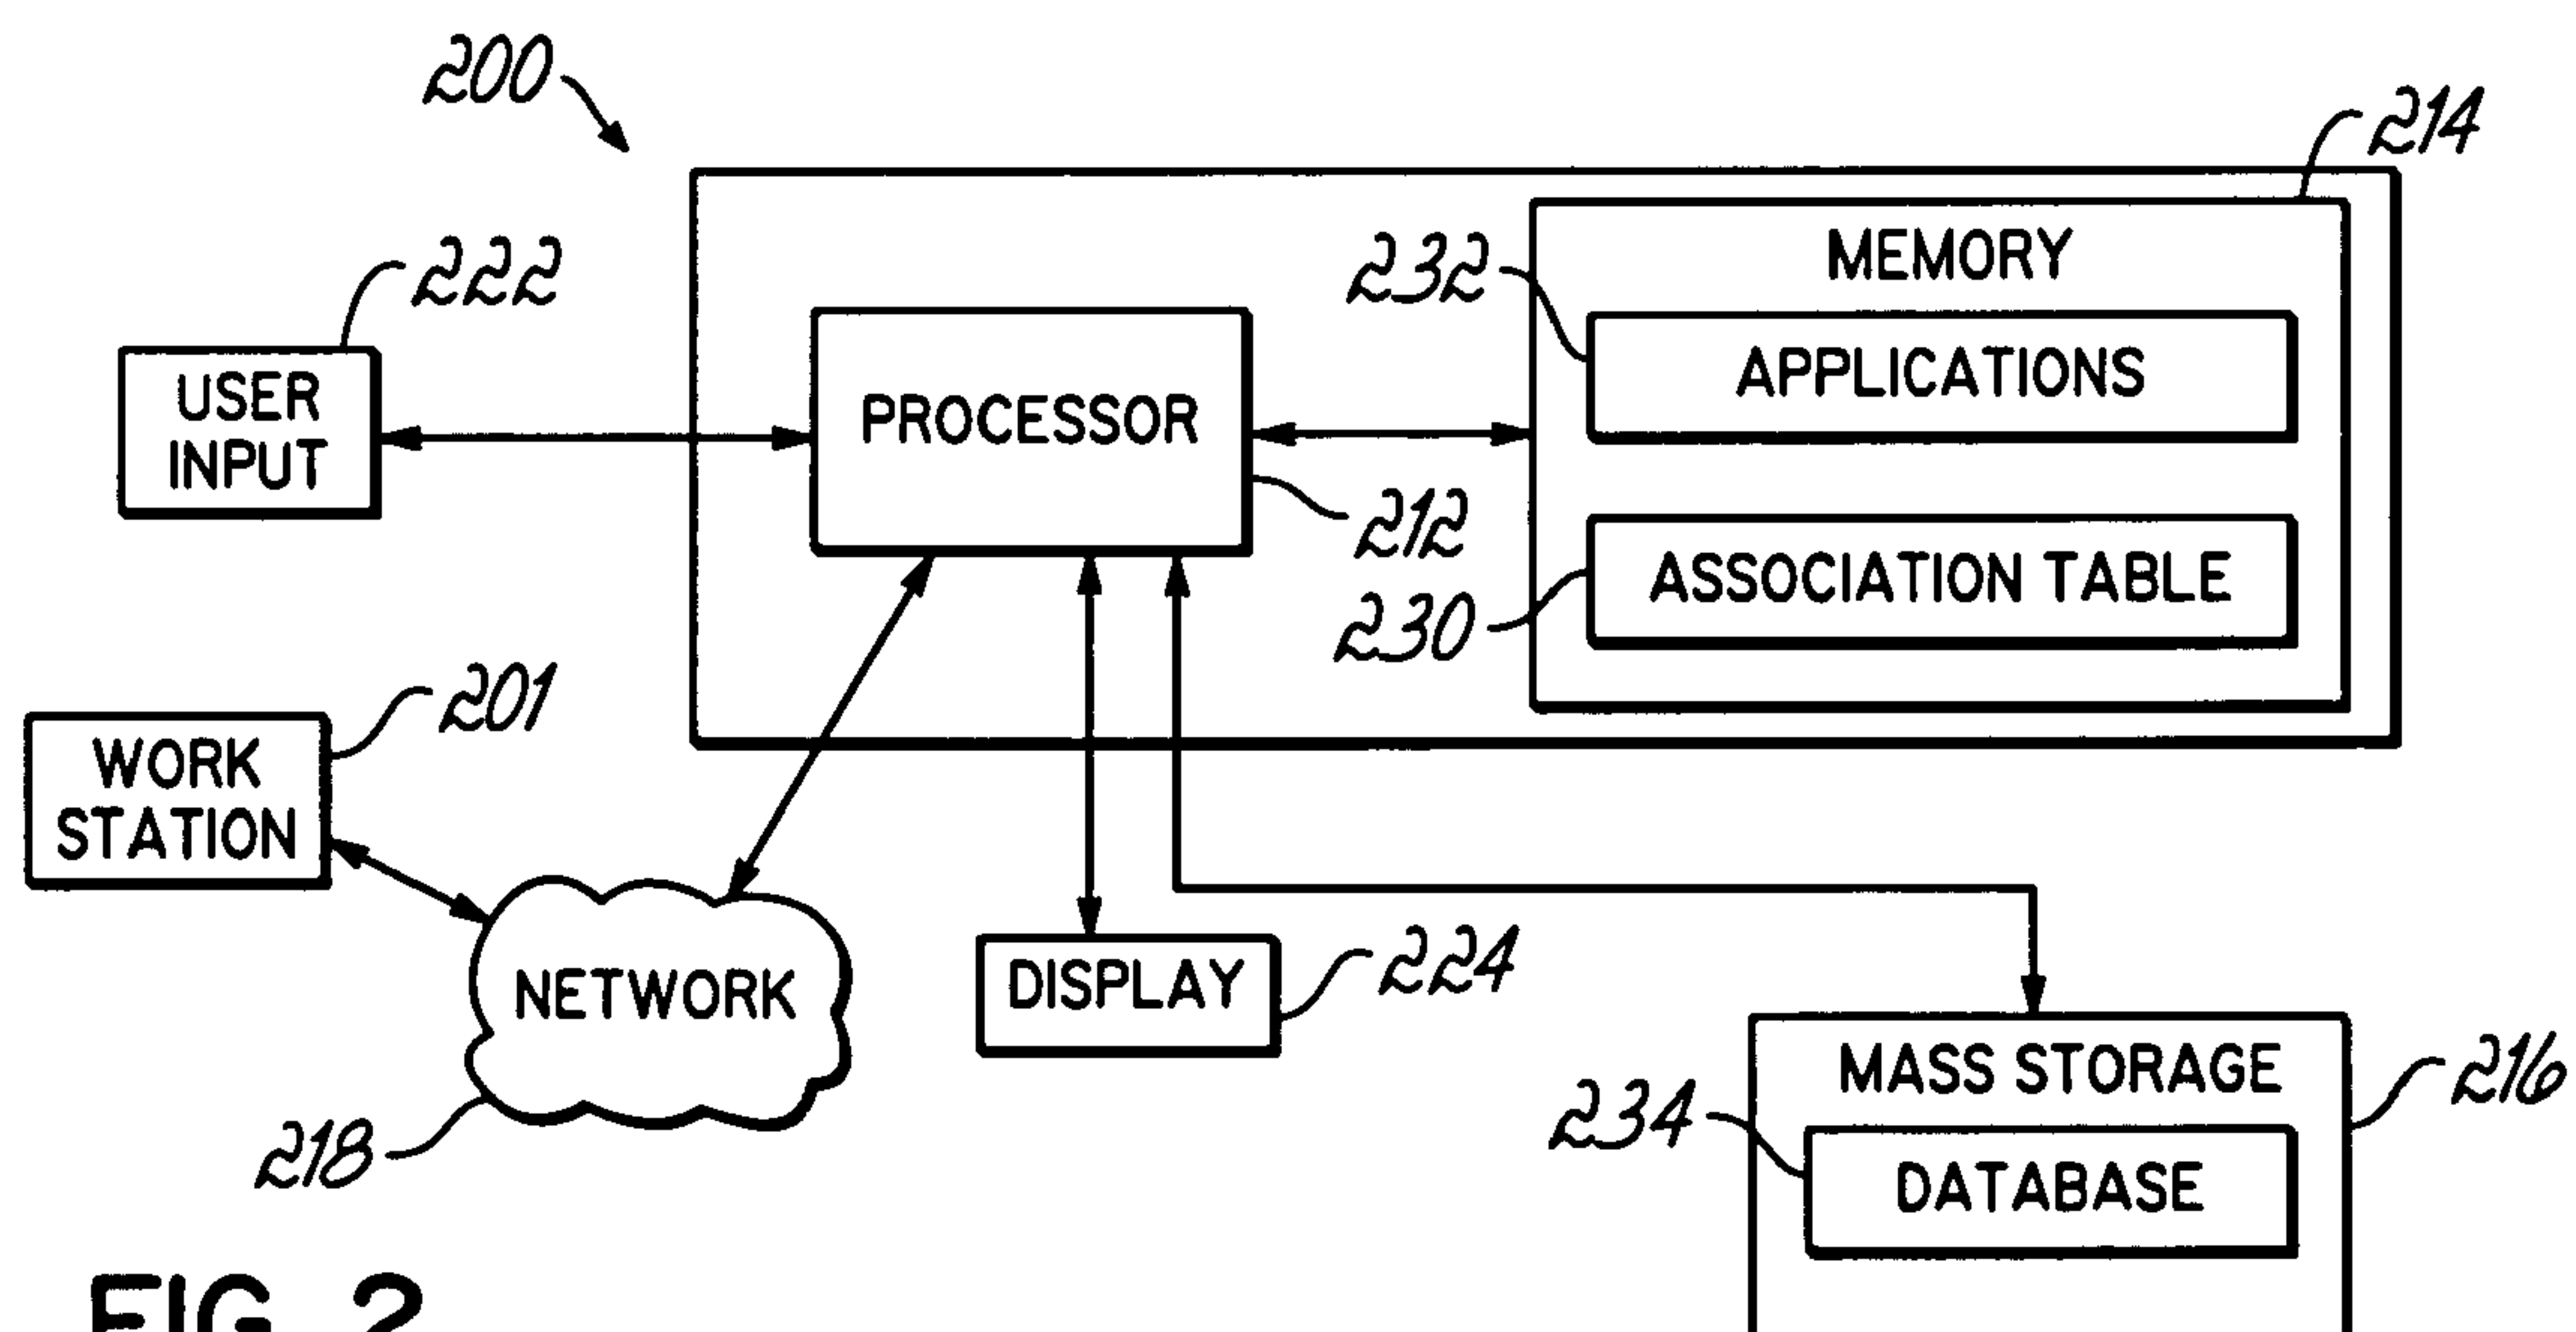 200
214
222
232
MEMORY
USER
INPUT
PROCESSOR
APPLICATIONS
212
230
ASSOCIATION TABLE
201
WORK
STATION
NETWORK
DISPLAY
224
218
MASS STORAGE
216
234
DATABASE
FIG. 2